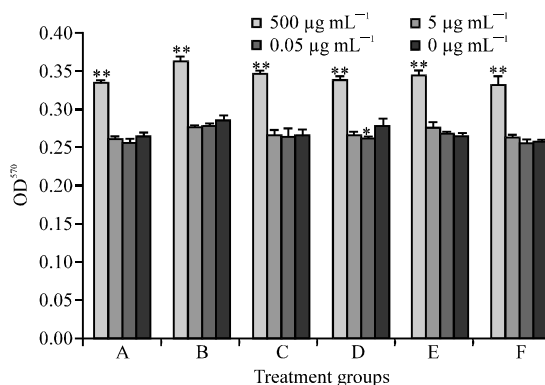 500 µg mL⁻¹ 5 µg mL⁻¹
0.05 µg mL⁻¹ 0 µg mL⁻¹
0.40
0.35
0.30
0.25
0.20
0.15
0.10
0.05
0.00
OD⁵⁷⁰
** ** ** ** * ** **
A B C D E F
Treatment groups